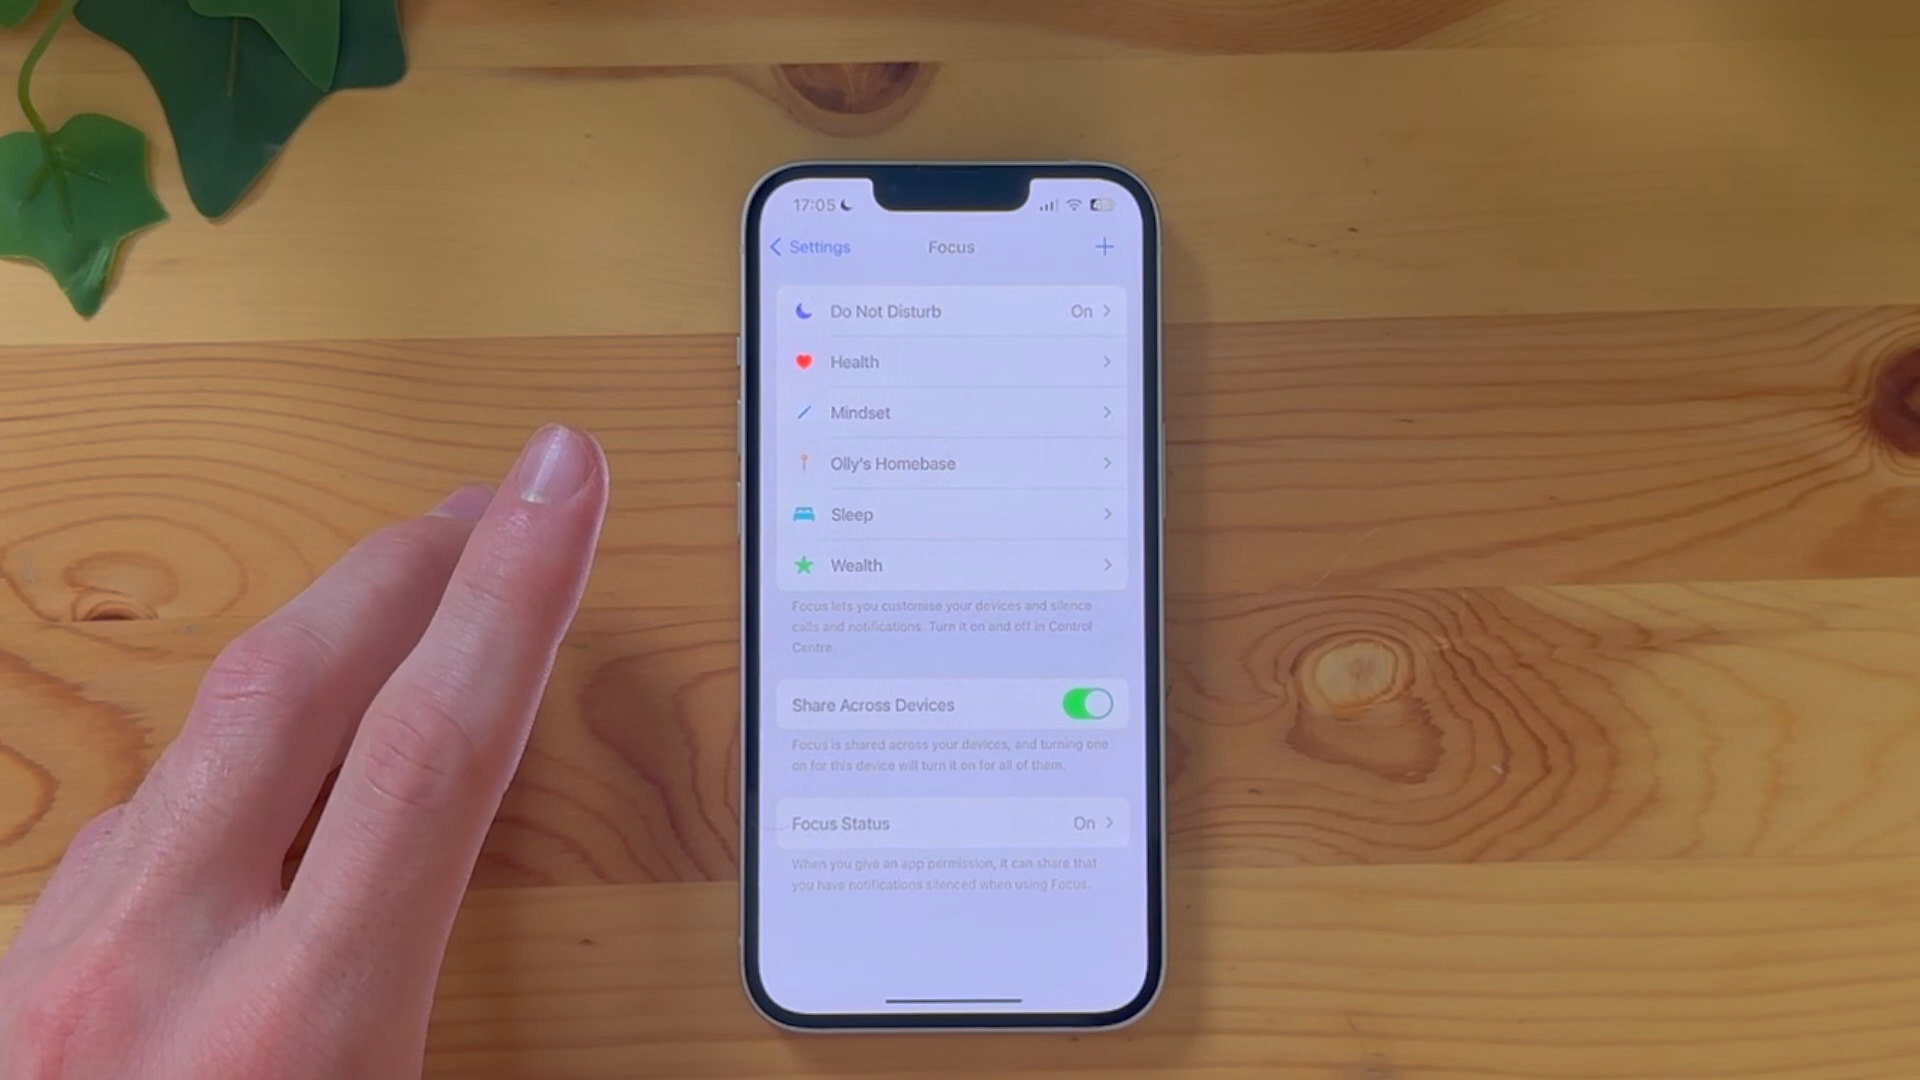 17:05
Settings
Focus
Do Not Disturb
On
Health
Mindset
Olly's Homebase
Sleep
Wealth
Focus lets you customise your devices and silence
calls and notifications. Turn it on and off in Control
Centre.
Share Across Devices
Focus is shared across your devices, and turning one
on for this device will turn it on for all of them.
Focus Status
On
When you give an app permission, it can share that
you have notifications silenced when using Focus.